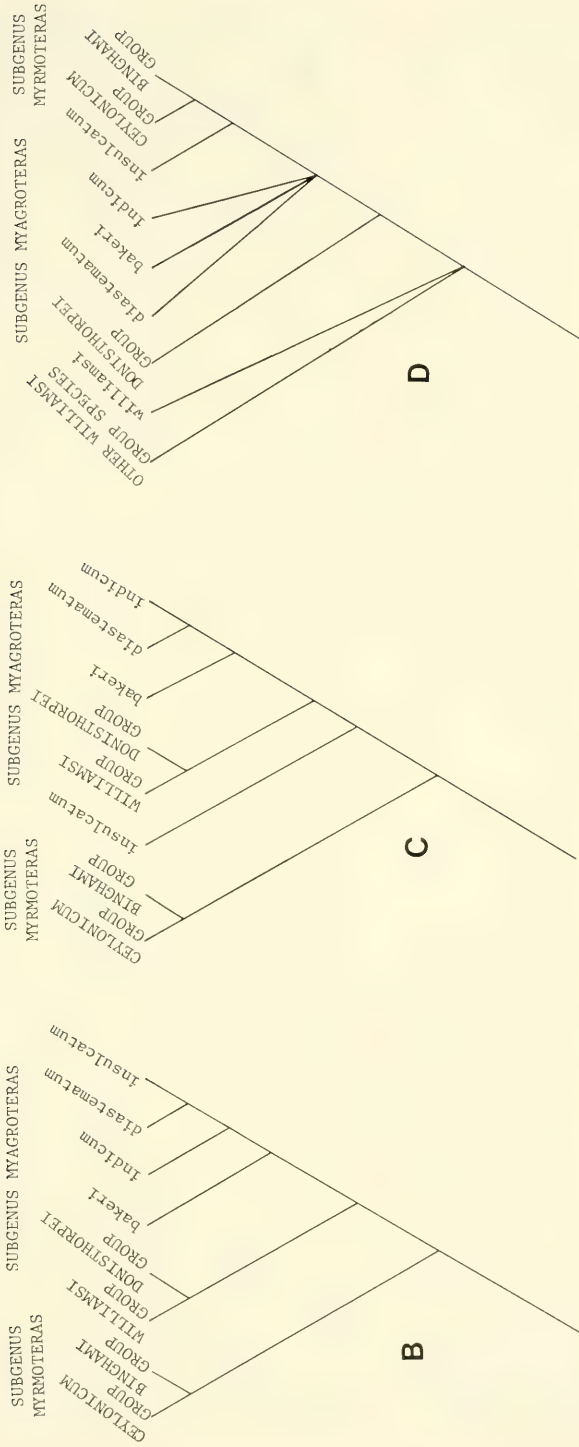 SUBGENUS
MYRMOTERAS
SUBGENUS MYAGROTERAS
CEYLONICUM
GROUP
BINGHAMI
GROUP
WILLIAMSI
GROUP
DONISTHORPEI
GROUP
bakeri
indicum
diastematum
insulcatum
B
SUBGENUS
MYRMOTERAS
SUBGENUS MYAGROTERAS
CEYLONICUM
GROUP
BINGHAMI
GROUP
insulcatum
WILLIAMSI
GROUP
DONISTHORPEI
GROUP
bakeri
diastematum
indicum
C
SUBGENUS MYAGROTERAS
SUBGENUS
MYRMOTERAS
OTHER WILLIAMSI
GROUP SPECIES
williamsi
DONISTHORPEI
GROUP
diastematum
bakeri
indicum
insulcatum
CEYLONICUM
GROUP
BINGHAMI
GROUP
D